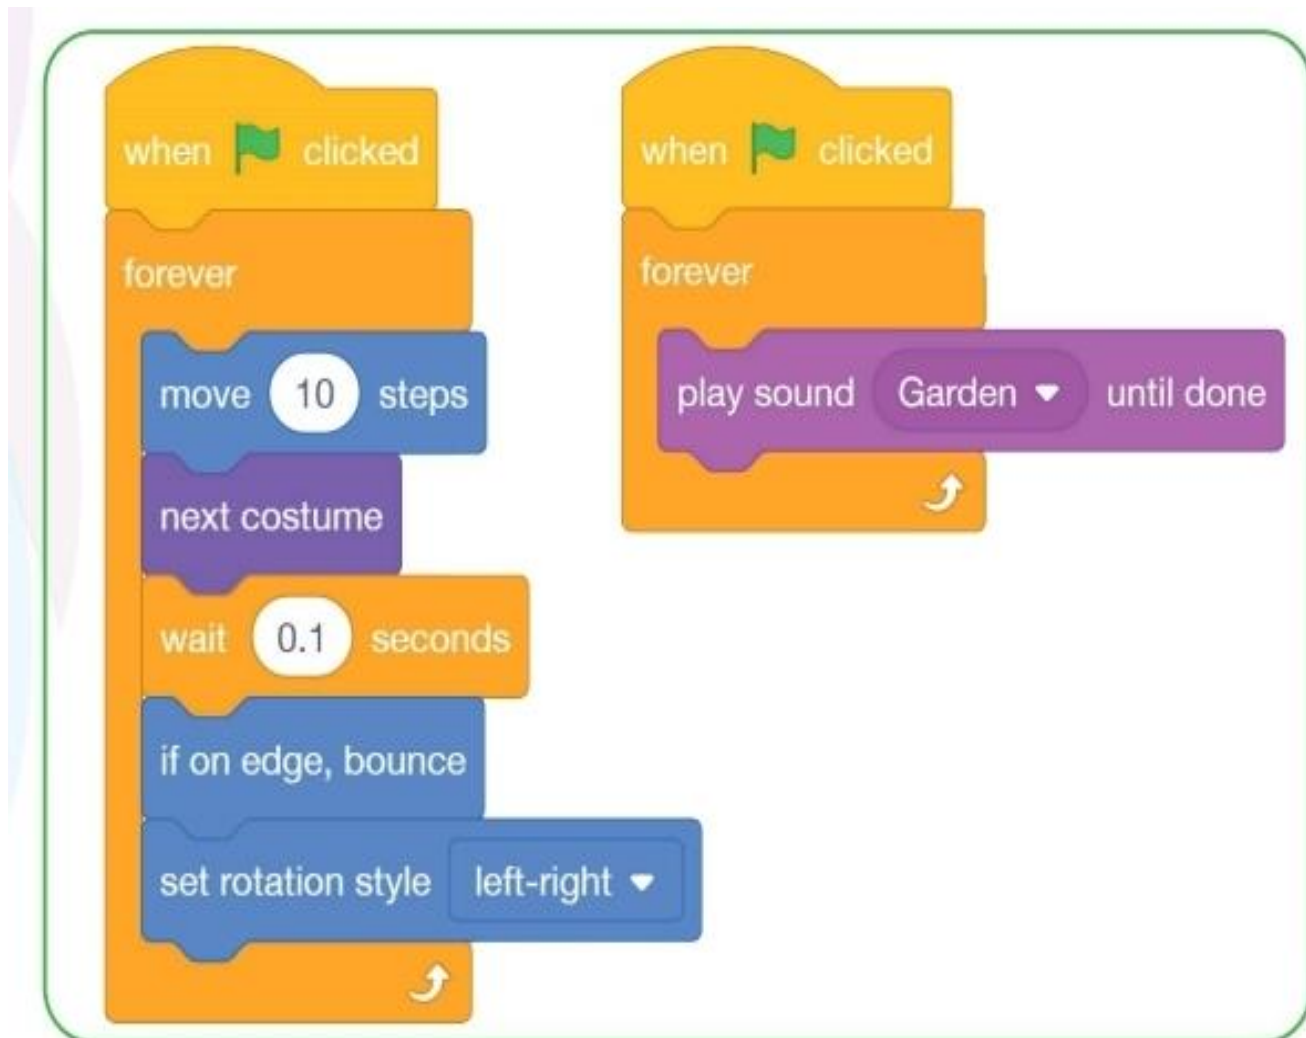 when clicked
forever
move 10 steps
next costume
wait 0.1 seconds
if on edge, bounce
set rotation style left-right
when clicked
forever
play sound Garden until done